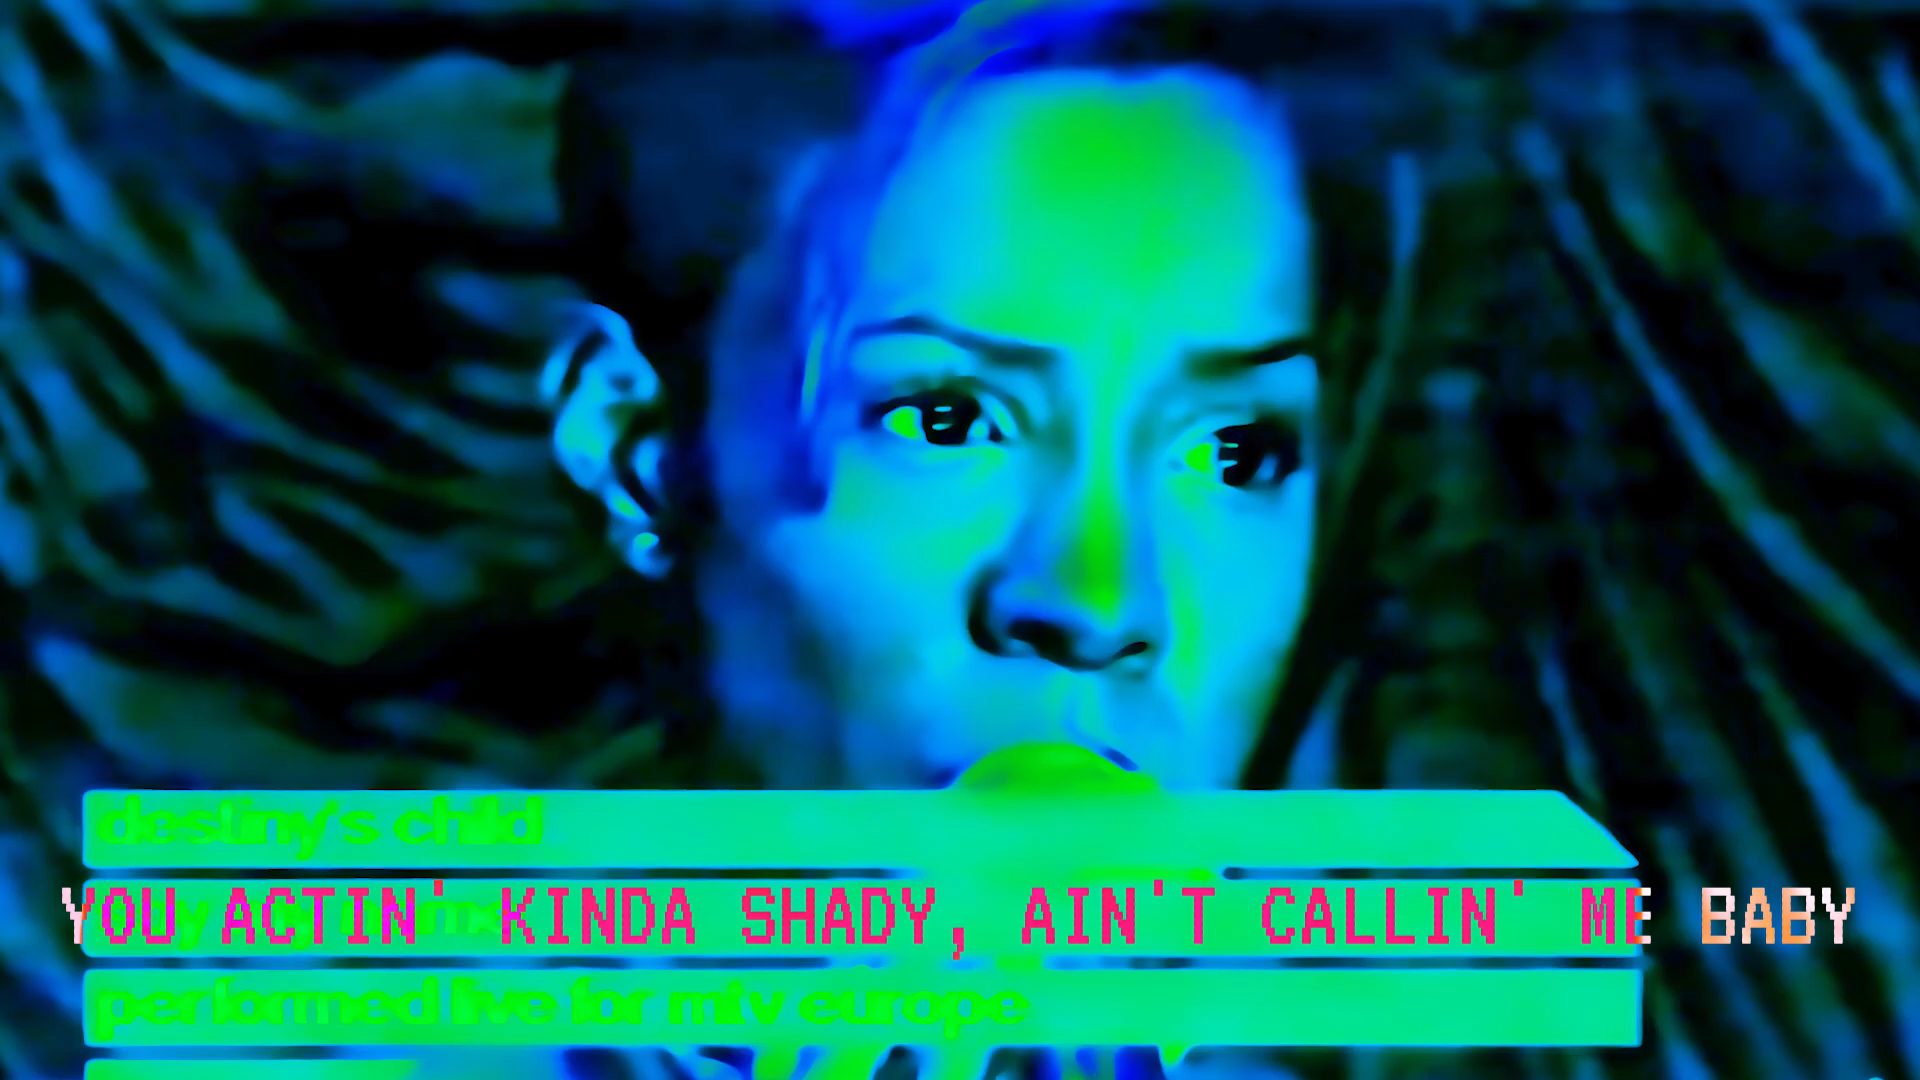 destiny's child
YOU ACTIN' KINDA SHADY, AIN'T CALLIN' ME BABY
performed live for mtv europe